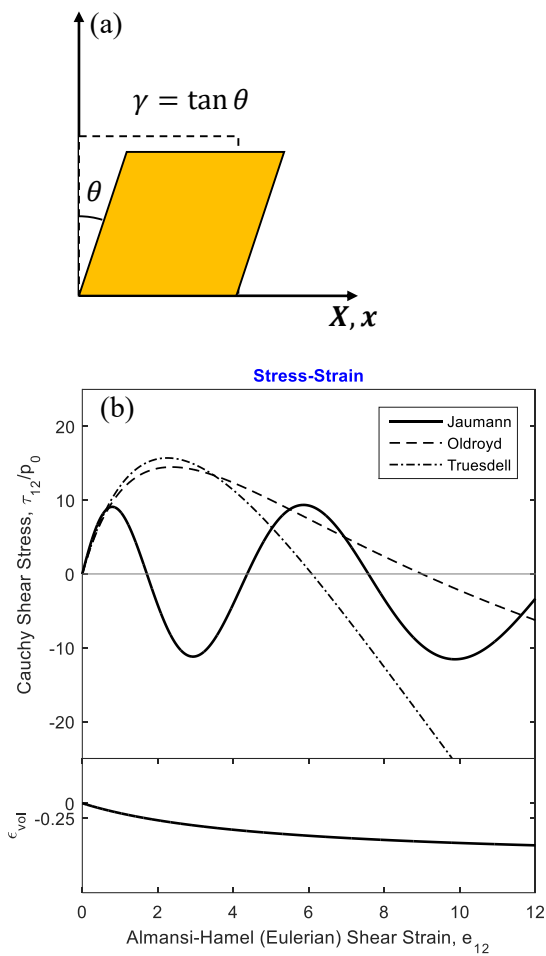 (a)
γ = tan θ
θ
X, x
Stress-Strain
(b)
Jaumann
Oldroyd
Truesdell
Cauchy Shear Stress, τ12/p0
20
10
0
-10
-20
ϵvol
0
-0.25
0 2 4 6 8 10 12
Almansi-Hamel (Eulerian) Shear Strain, e12